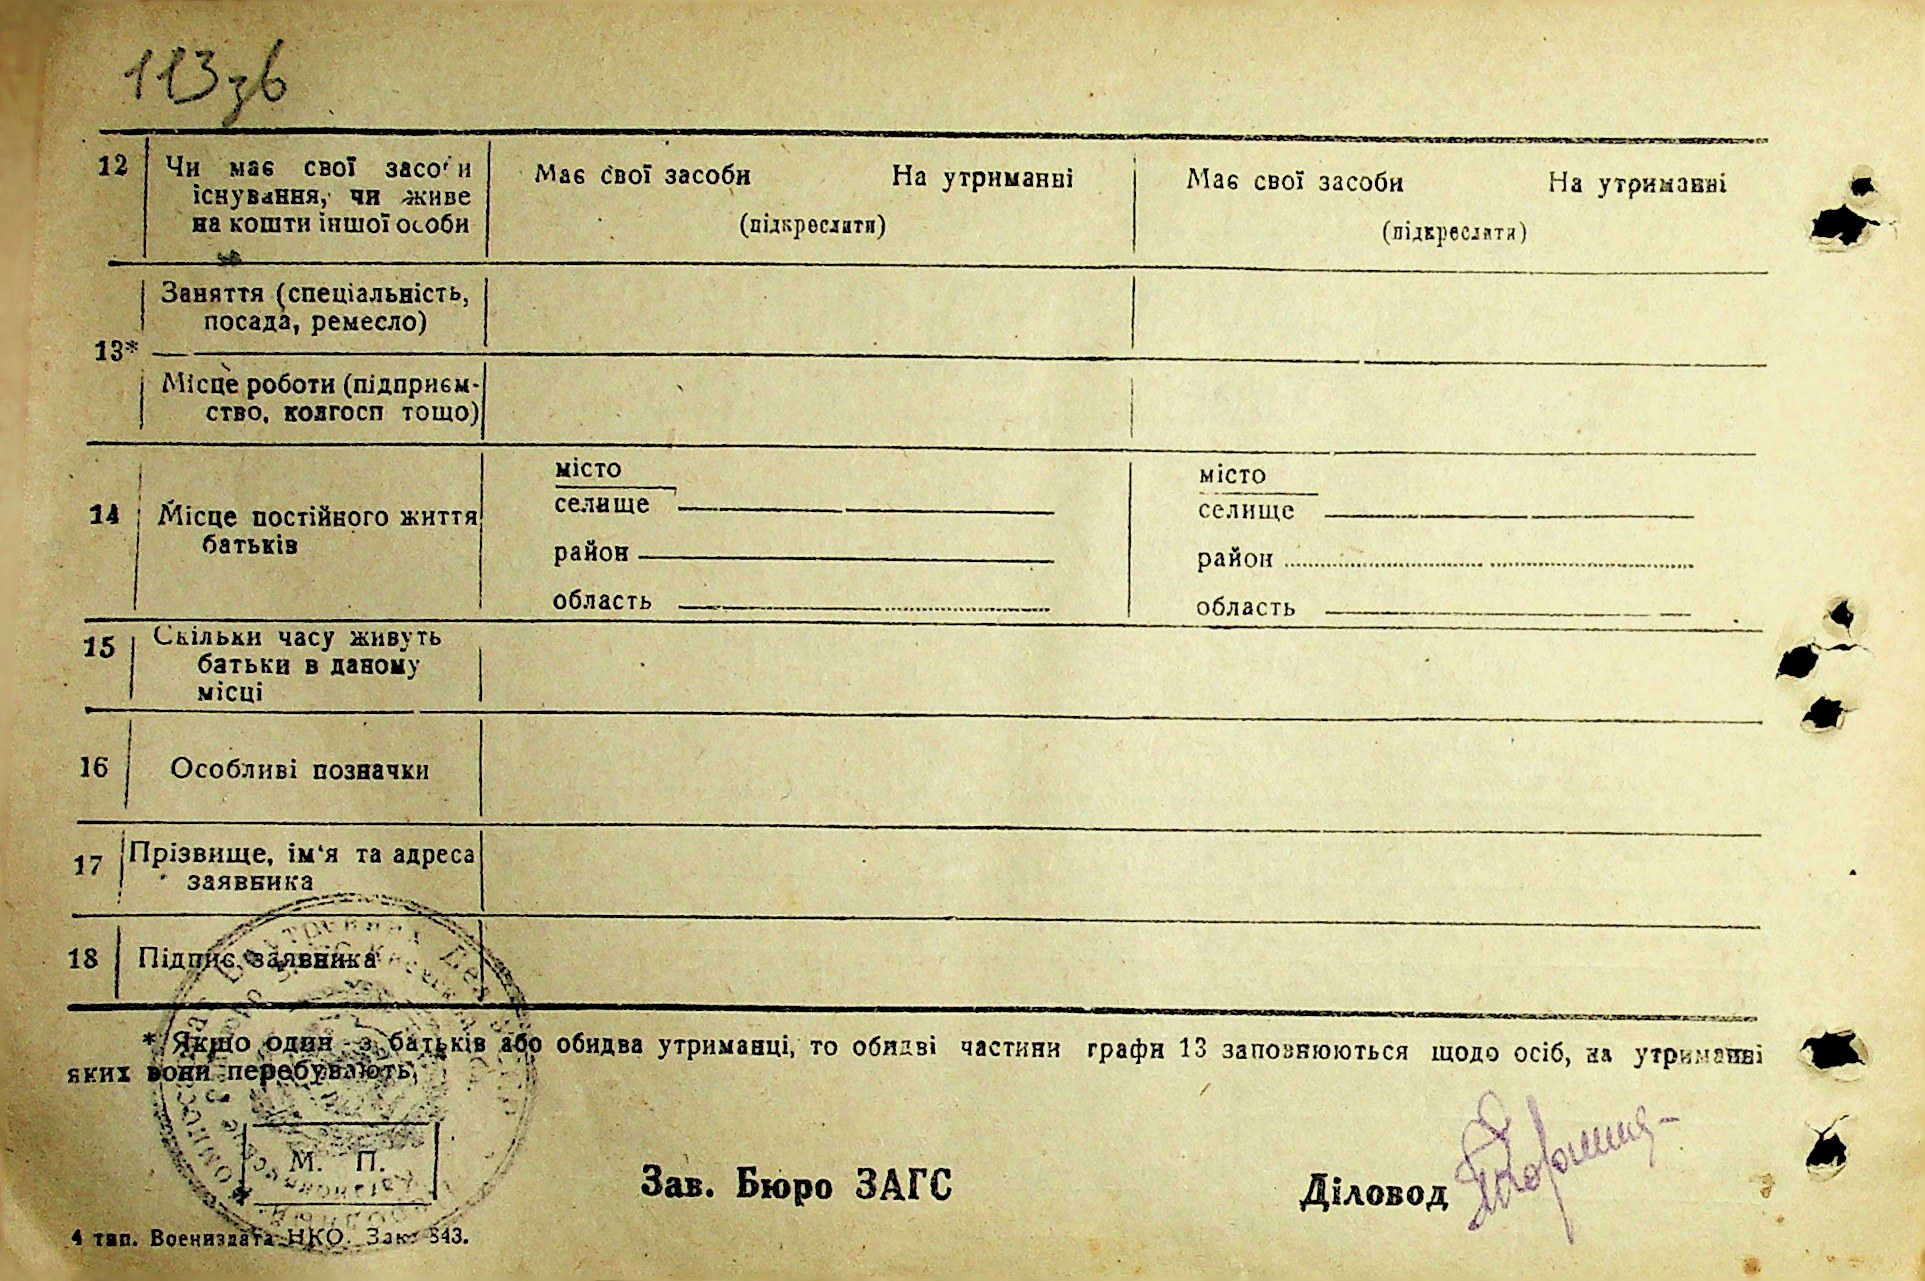 113зв
12 Чи має свої засоби існування, чи живе на кошти іншої особи
Має свої засоби На утриманні
(підкреслити)
Має свої засоби На утриманні
(підкреслити)
13*
Заняття (спеціальність,
посада, ремесло)
Місце роботи (підприєм-
ство, колгосп тощо)
14 Місце постійного життя
батьків
місто
селище
район
область
місто
селище
район
область
15 Скільки часу живуть
батьки в даному
місці
16 Особливі позначки
17 Прізвище, ім'я та адреса
заявника
18 Підпис заявника
* Якщо один з батьків або обидва утриманці, то обидві частини графи 13 заповнюються щодо осіб, на утриманні
яких вони перебувають.
М. П.
Зав. Бюро ЗАГС
Діловод
4 тип. Воениздата НКО. Зак. 843.